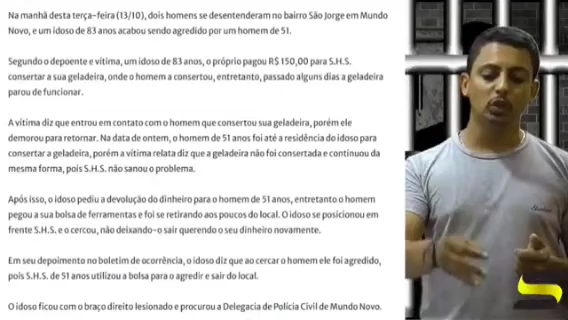 Na manhã desta terça-feira (13/10), dois homens se desentenderam no bairro São Jorge em Mundo
Novo, e um idoso de 83 anos acabou sendo agredido por um homem de 51.
Segundo o depoente e vítima, um idoso de 83 anos, o próprio pagou R$ 150,00 para S.H.S.
consertar a sua geladeira, onde o homem a consertou, entretanto, passado alguns dias a geladeira
parou de funcionar.
A vítima diz que entrou em contato com o homem que consertou sua geladeira, porém ele
demorou para retornar. Na data de ontem, o homem de 51 anos foi até a residência do idoso para
consertar a geladeira, porém a vítima relata diz que a geladeira não foi consertada e continuou da
mesma forma, pois S.H.S. não sanou o problema.
Após isso, o idoso pediu a devolução do dinheiro para o homem de 51 anos, entretanto o homem
pegou a sua bolsa de ferramentas e foi se retirando aos poucos do local. O idoso se posicionou em
frente S.H.S. e o cercou, não deixando-o sair querendo o seu dinheiro novamente.
Em seu depoimento no boletim de ocorrência, o idoso diz que ao cercar o homem ele foi agredido,
pois S.H.S. de 51 anos utilizou a bolsa para o agredir e sair do local.
O idoso ficou com o braço direito lesionado e procurou a Delegacia de Polícia Civil de Mundo Novo.